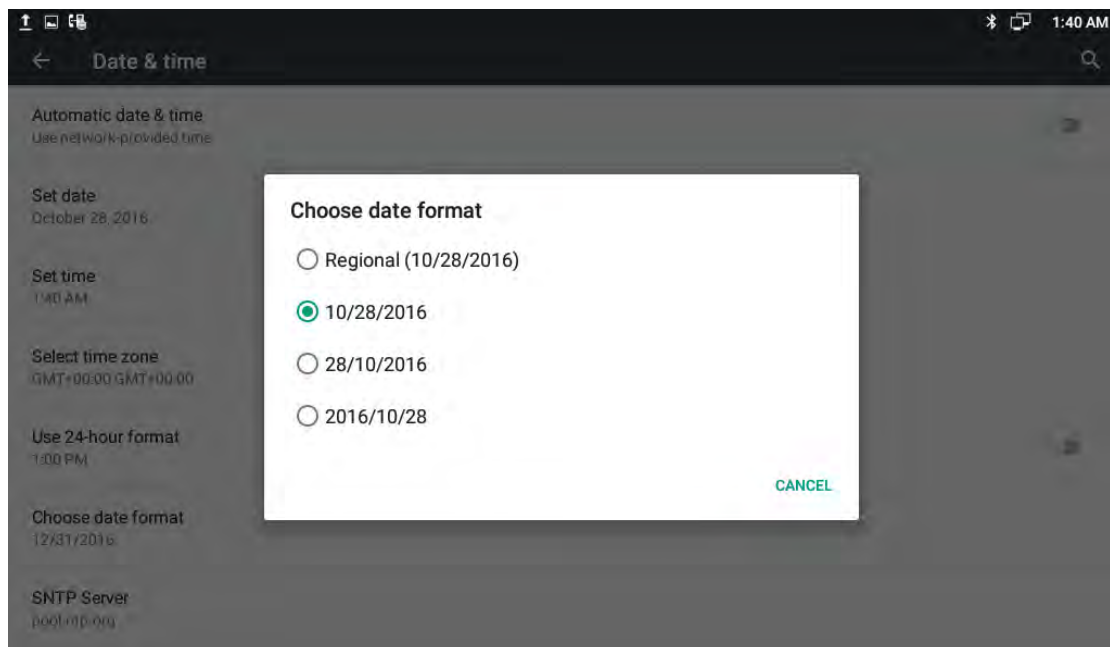 1:40 AM
Date & time
Automatic date & time
Use network-provided time
Set date
October 28, 2016
Set time
1:40 AM
Select time zone
GMT+00:00 GMT+00:00
Use 24-hour format
1:00 PM
Choose date format
12/31/2016
SNTP Server
pool.ntp.org
Choose date format
Regional (10/28/2016)
10/28/2016
28/10/2016
2016/10/28
CANCEL